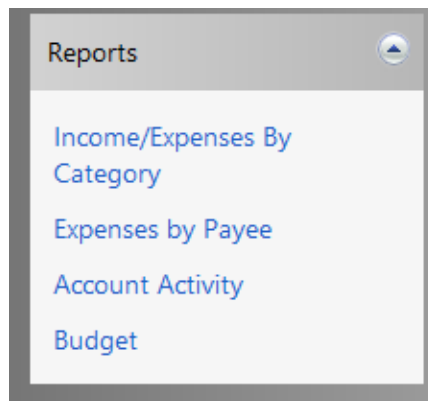 Reports
Income/Expenses By
Category
Expenses by Payee
Account Activity
Budget